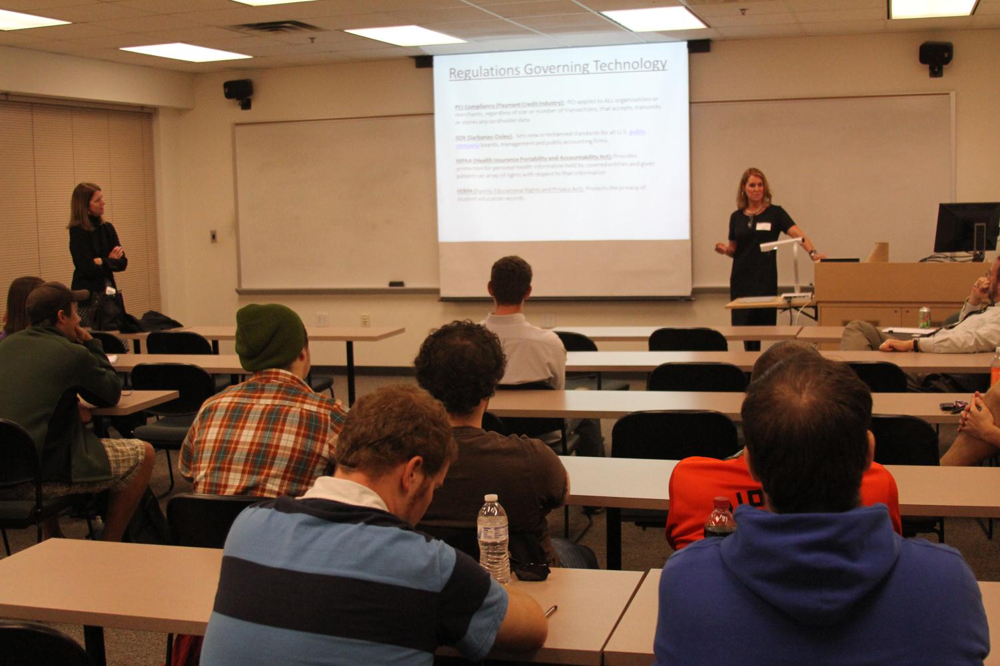 Regulations Governing Technology
PCI Compliancy (Payment Credit Industry): PCI applies to ALL organizations or
merchants, regardless of size or number of transactions, that accepts, transmits
or stores any cardholder data.
SOX (Sarbanes-Oxley): Sets new or enhanced standards for all U.S. public
company boards, management and public accounting firms.
HIPAA (Health Insurance Portability and Accountability Act): Provides
protection for personal health information held by covered entities and gives
patients an array of rights with respect to that information.
FERPA (Family Educational Rights and Privacy Act): Protects the privacy of
student education records.